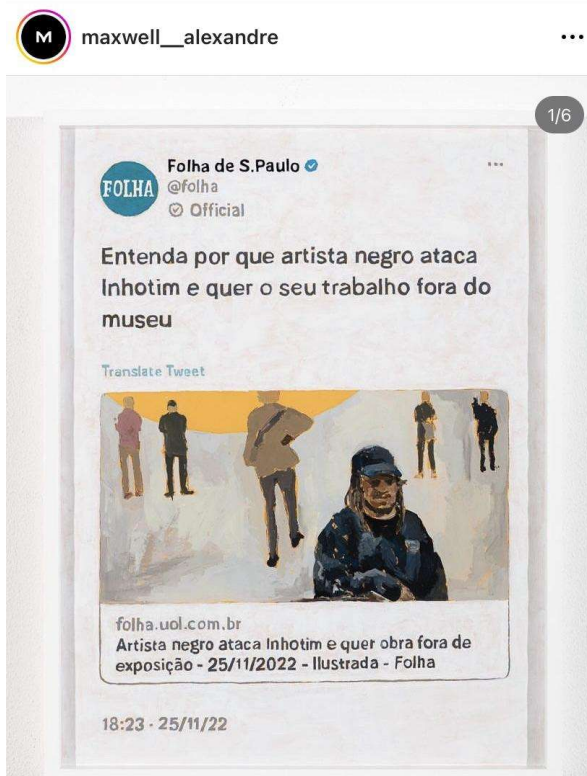 M
maxwell__alexandre
1/6
Folha de S.Paulo
FOLHA
@folha
Official
Entenda por que artista negro ataca
Inhotim e quer o seu trabalho fora do
museu
Translate Tweet
folha.uol.com.br
Artista negro ataca Inhotim e quer obra fora de
exposição - 25/11/2022 - Ilustrada - Folha
18:23 · 25/11/22